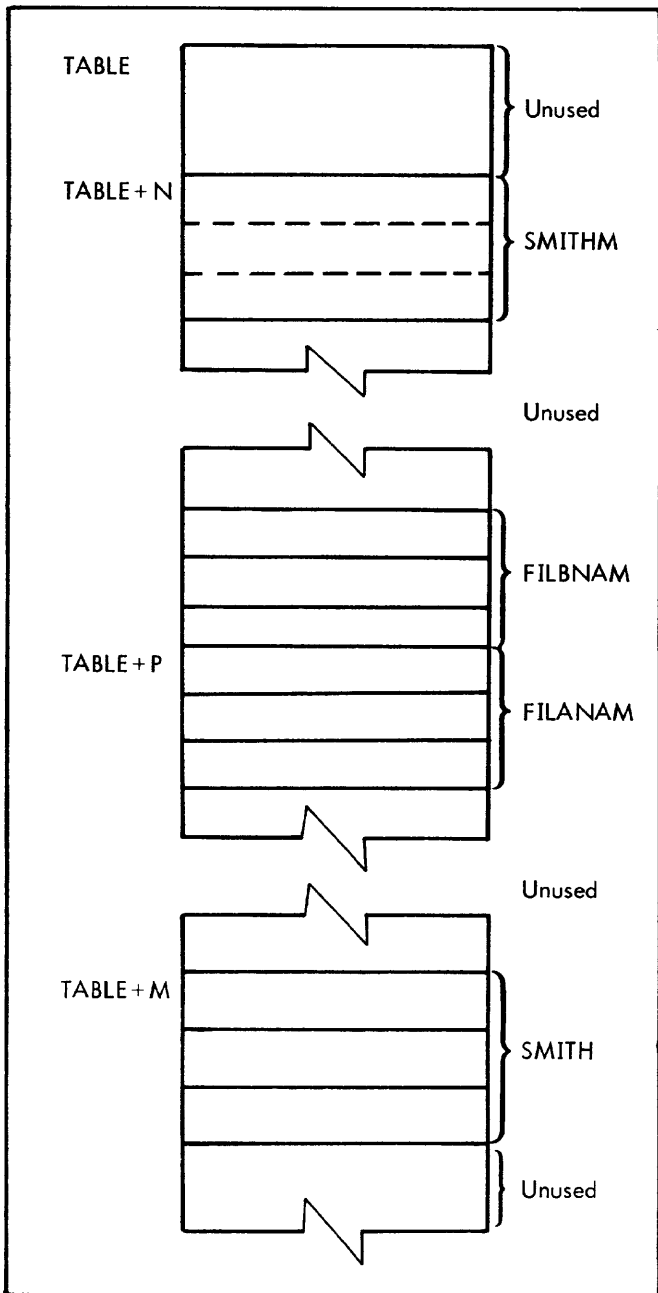 TABLE
Unused
TABLE + N
SMITHM
Unused
FILBNAM
TABLE + P
FILANAM
Unused
TABLE + M
SMITH
Unused